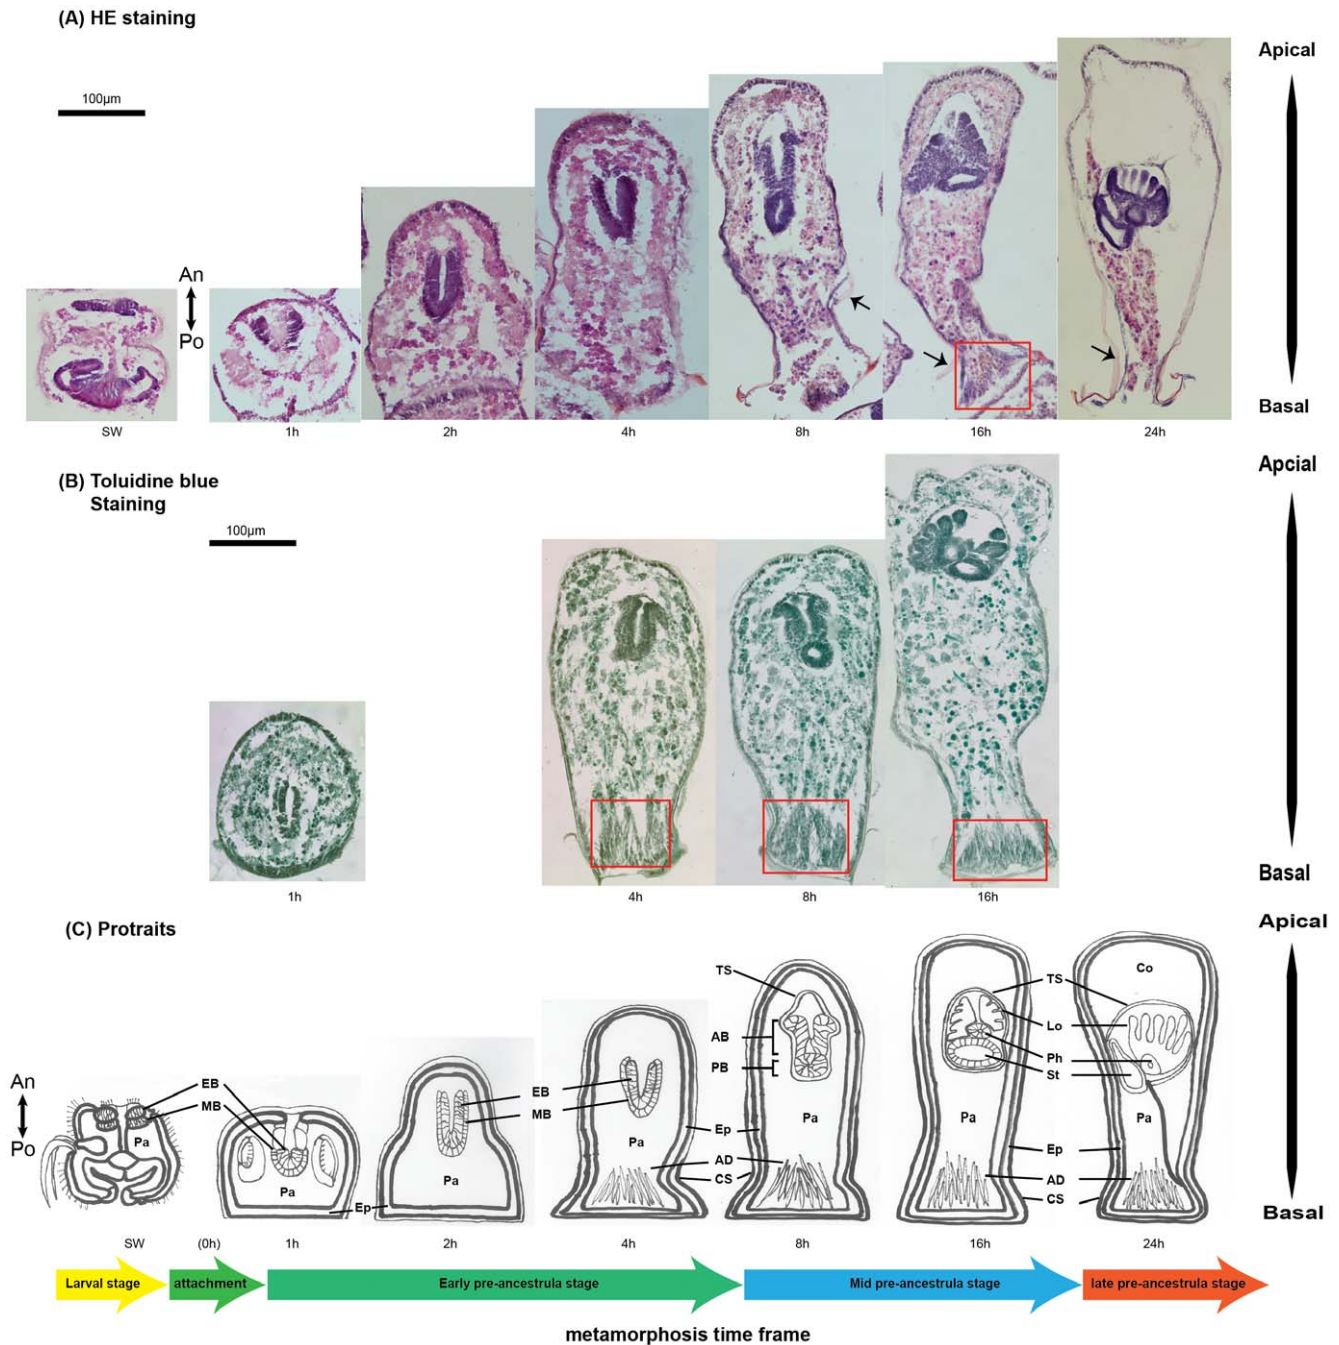 (A) HE staining
Apical
100μm
An
Po
Basal
SW 1h 2h 4h 8h 16h 24h
Apcial
(B) Toluidine blue
Staining
100μm
Basal
1h 4h 8h 16h
(C) Protraits
Apical
TS Co TS
AB Lo
An EB EB PB Ph
MB MB St
Po Pa Ep Pa Pa Pa
Pa Pa Pa AD Ep
Ep CS AD
CS
Basal
SW (0h) 1h 2h 4h 8h 16h 24h
Larval stage attachment Early pre-ancestrula stage Mid pre-ancestrula stage late pre-ancestrula stage
metamorphosis time frame